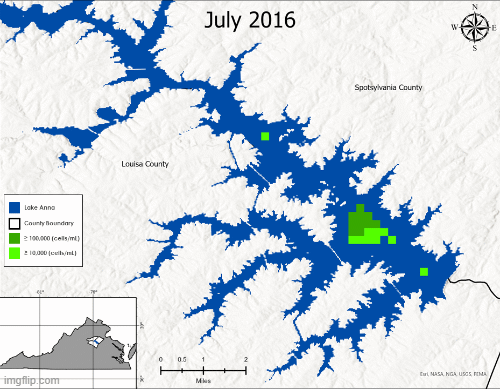 July 2016
N
W
E
S
Spotsylvania County
Louisa County
Lake Anna
County Boundary
≥ 100,000 (cells/mL)
≥ 10,000 (cells/mL)
0 0.5 1 2
Miles
Esri, NASA, NGA, USGS, FEMA
imgflip.com